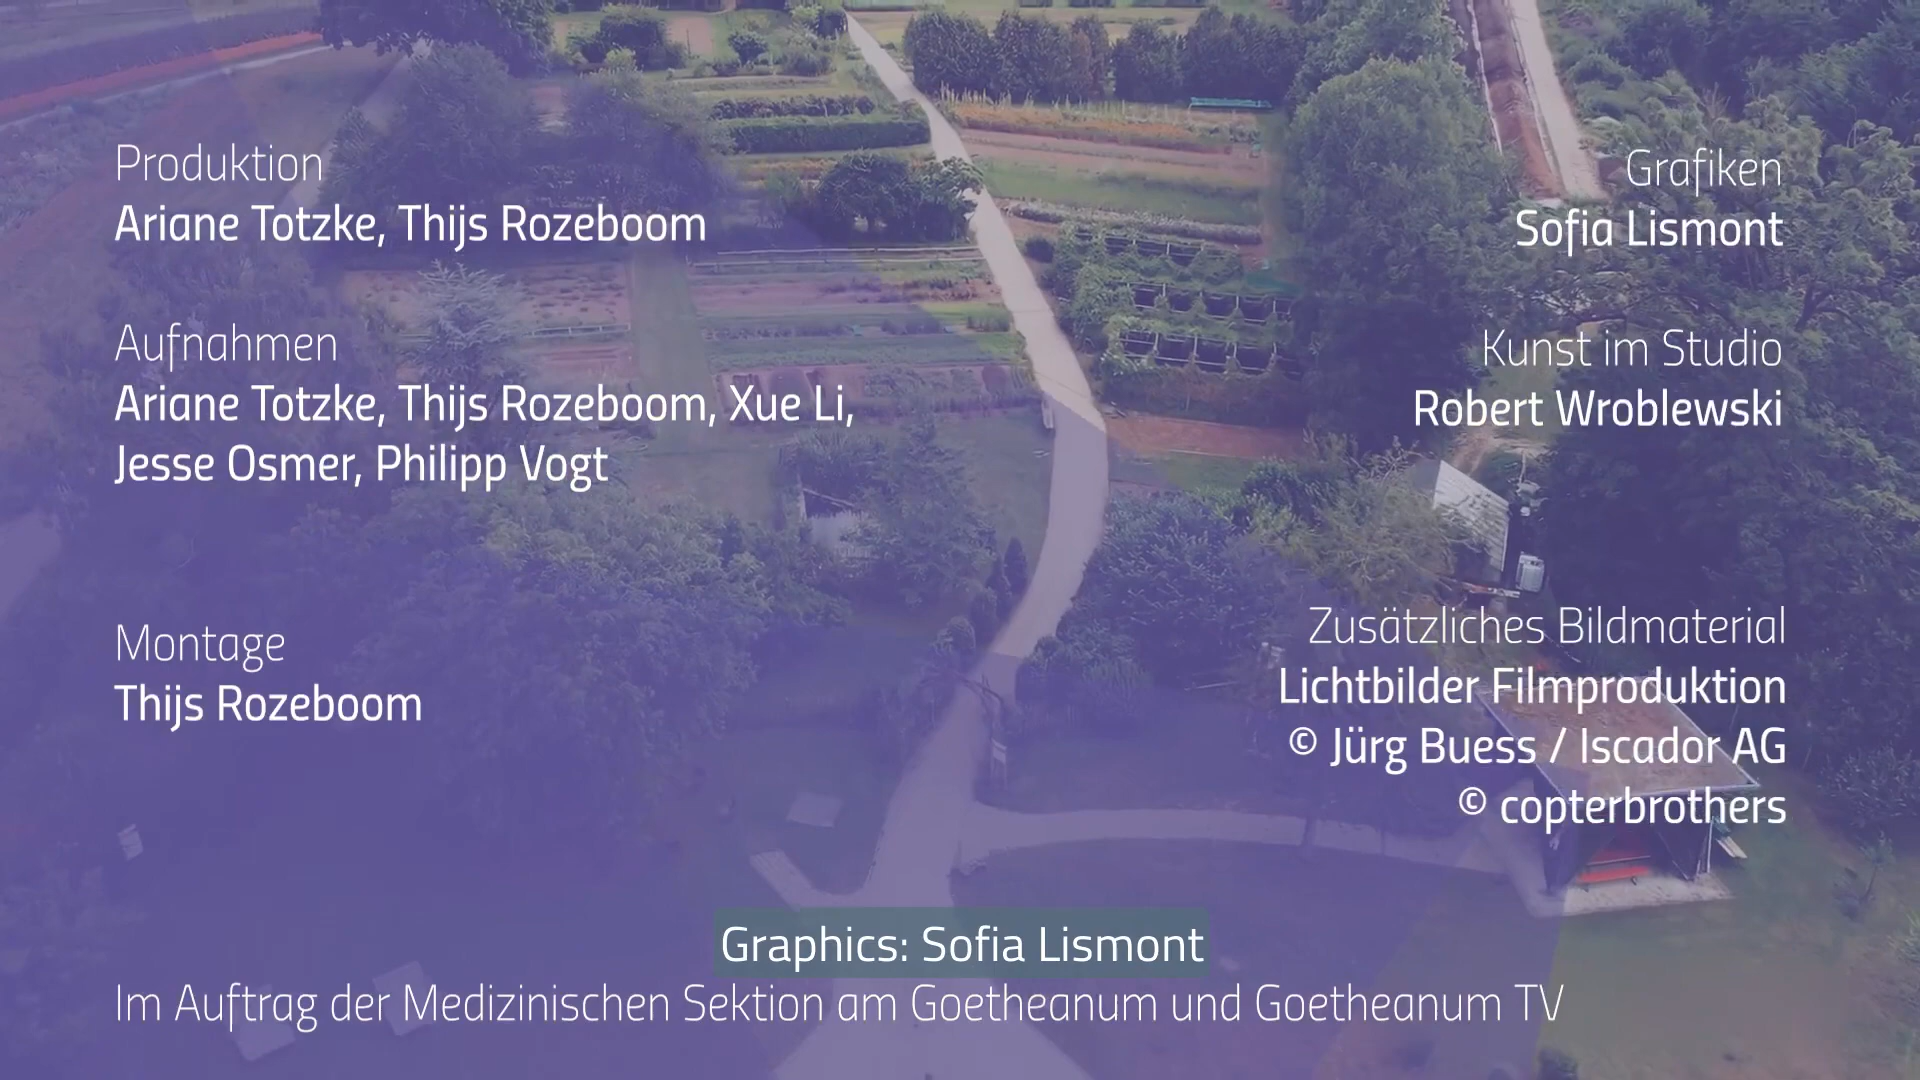 Produktion
Ariane Totzke, Thijs Rozeboom
Aufnahmen
Ariane Totzke, Thijs Rozeboom, Xue Li,
Jesse Osmer, Philipp Vogt
Montage
Thijs Rozeboom
Grafiken
Sofia Lismont
Kunst im Studio
Robert Wroblewski
Zusätzliches Bildmaterial
Lichtbilder Filmproduktion
© Jürg Buess / Iscador AG
© copterbrothers
Graphics: Sofia Lismont
Im Auftrag der Medizinischen Sektion am Goetheanum und Goetheanum TV